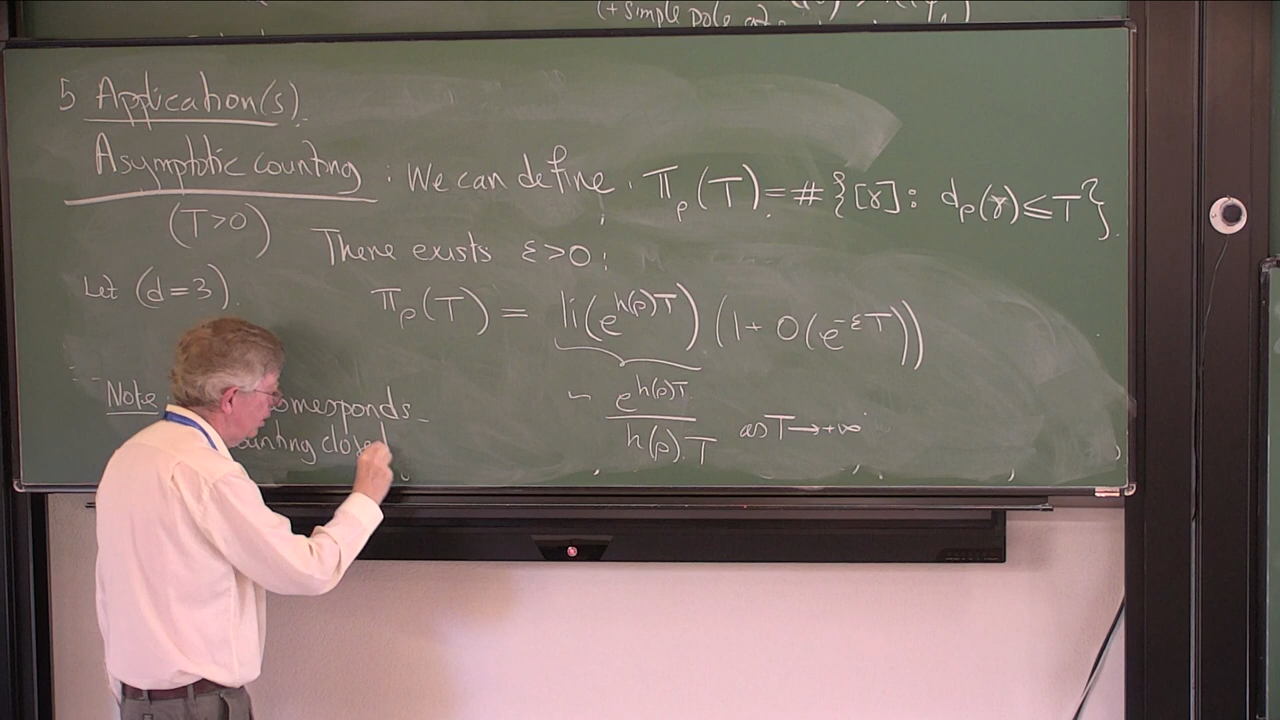 (+ simple pole
5 Application(s).
Asymptotic counting : We can define π_ρ(T) = #{[γ] : d_ρ(γ) ≤ T}.
(T>0) There exists ε>0 :
Let (d=3). π_ρ(T) = li(e^{h(ρ)T}) (1 + O(e^{-εT}))
~ e^{h(ρ)T} / h(ρ).T as T → +∞
Note : corresponds
counting closed